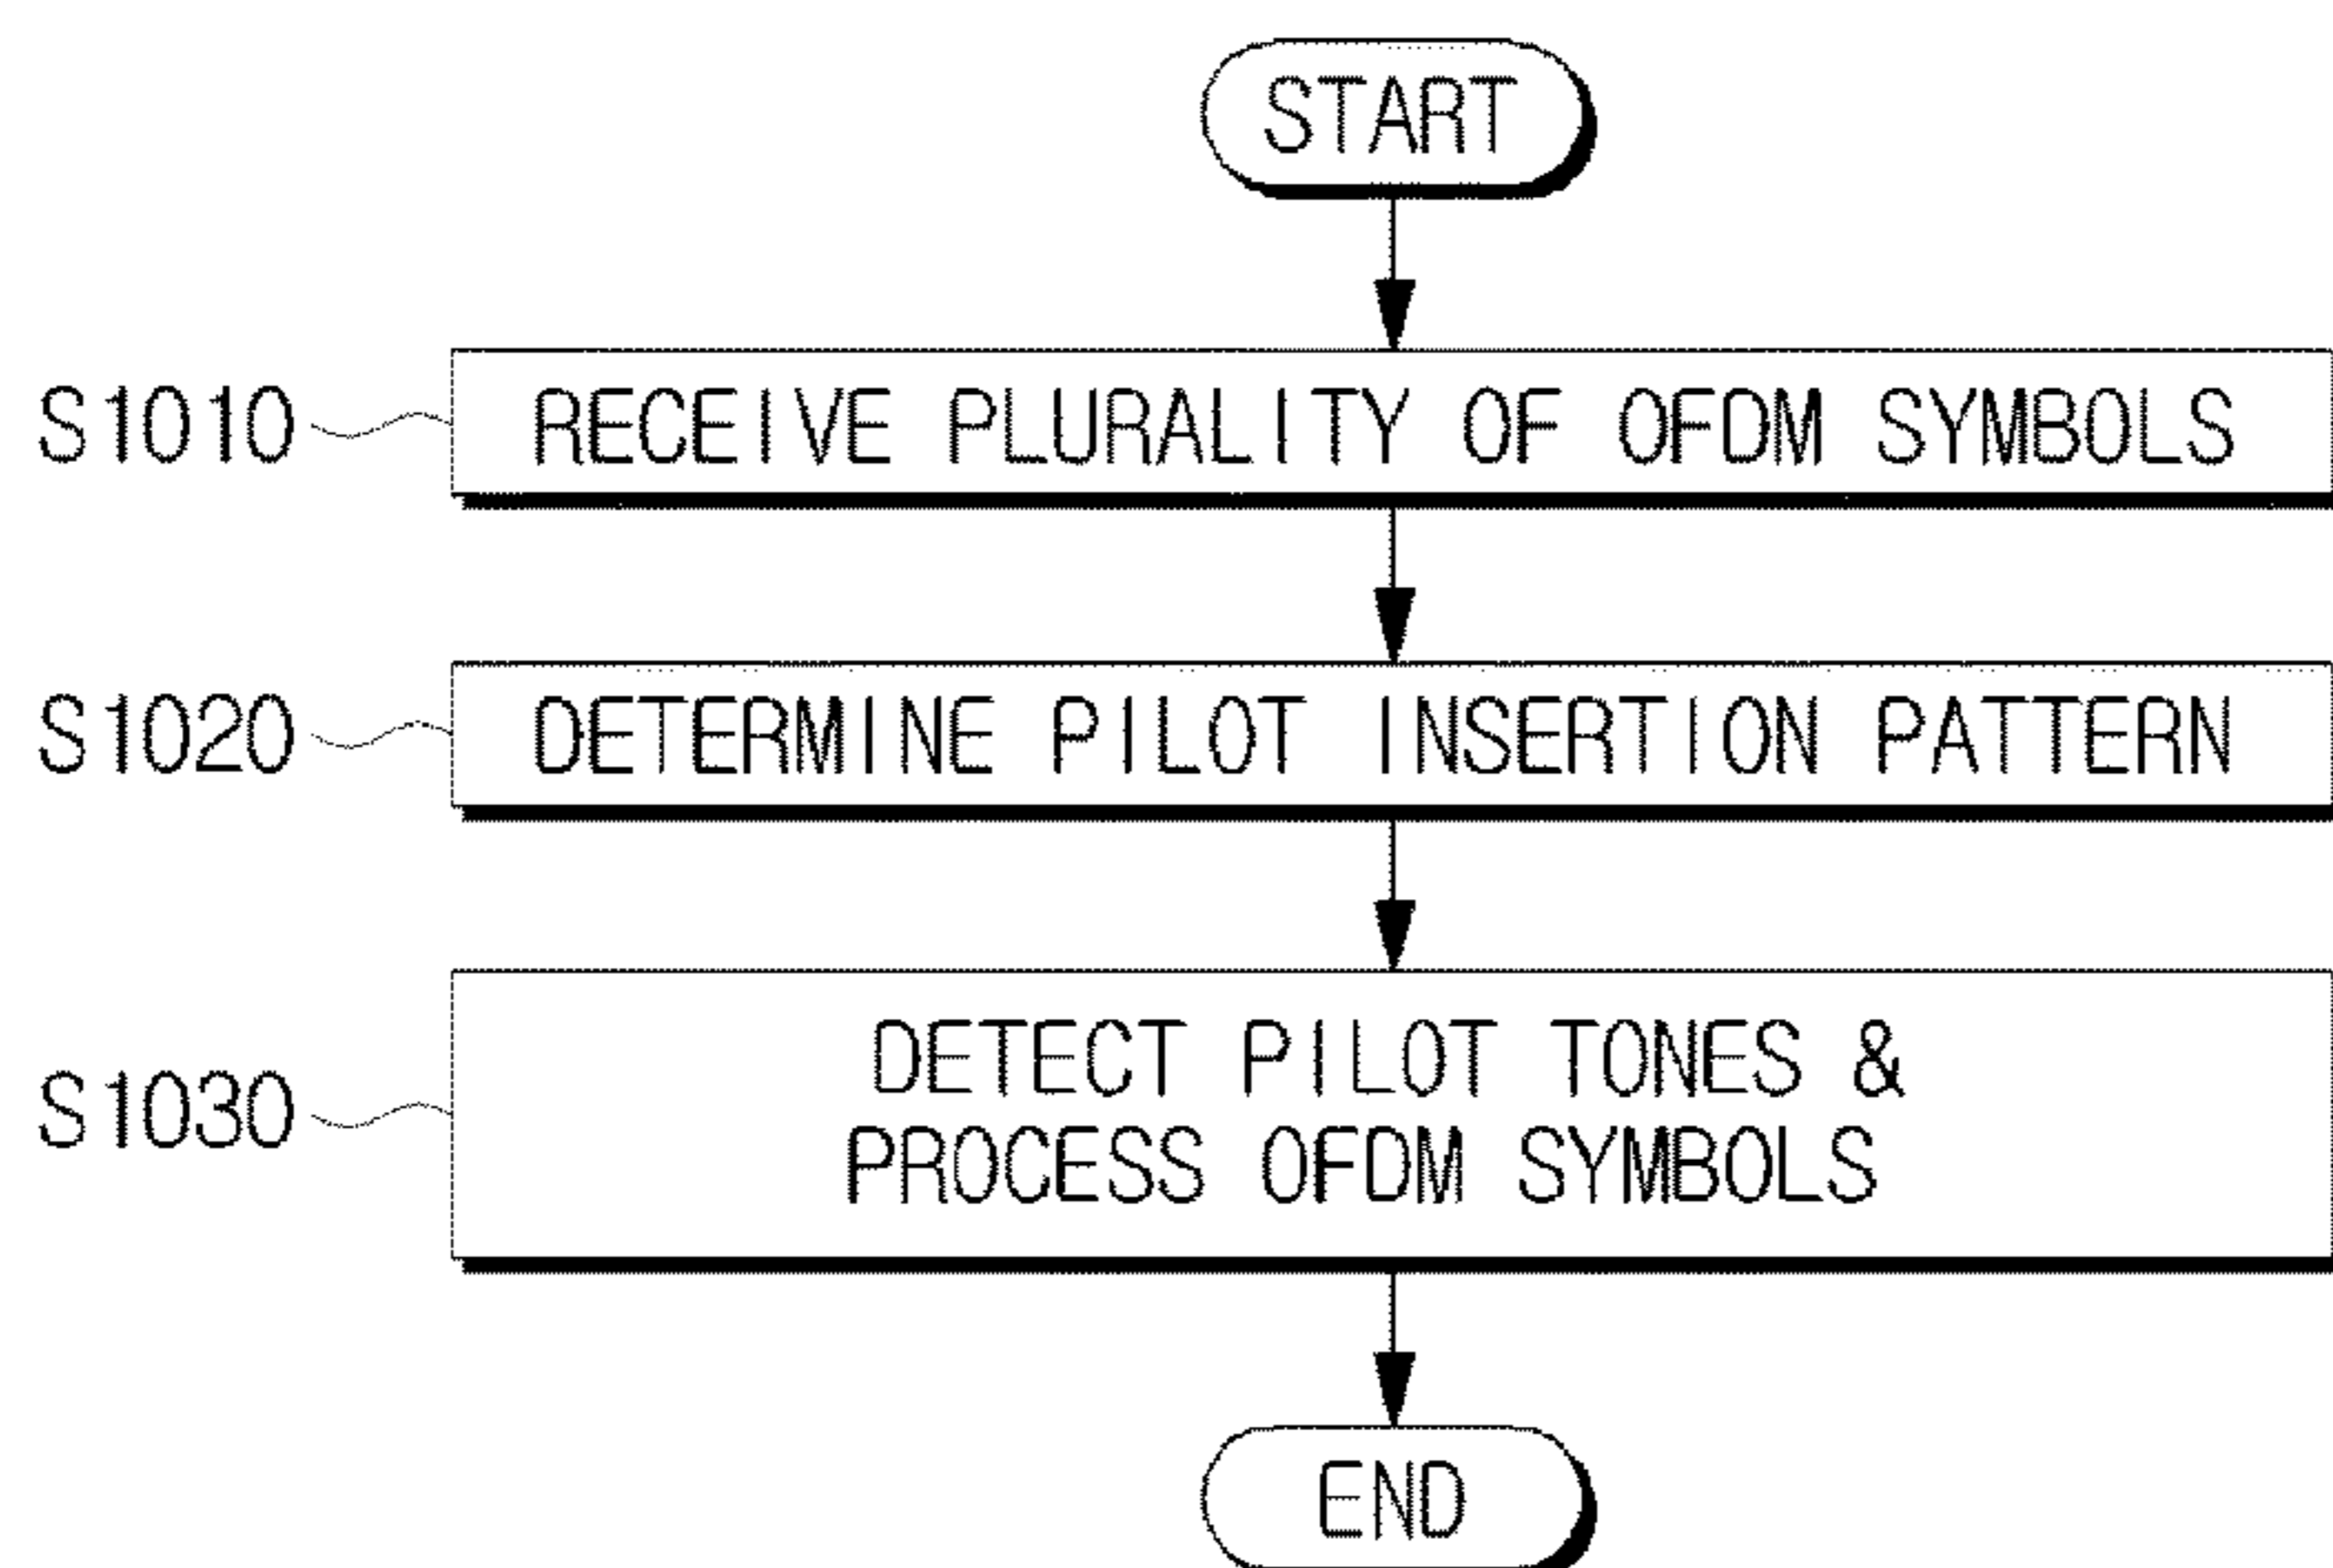 START
S1010 RECEIVE PLURALITY OF OFDM SYMBOLS
S1020 DETERMINE PILOT INSERTION PATTERN
S1030 DETECT PILOT TONES &
PROCESS OFDM SYMBOLS
END